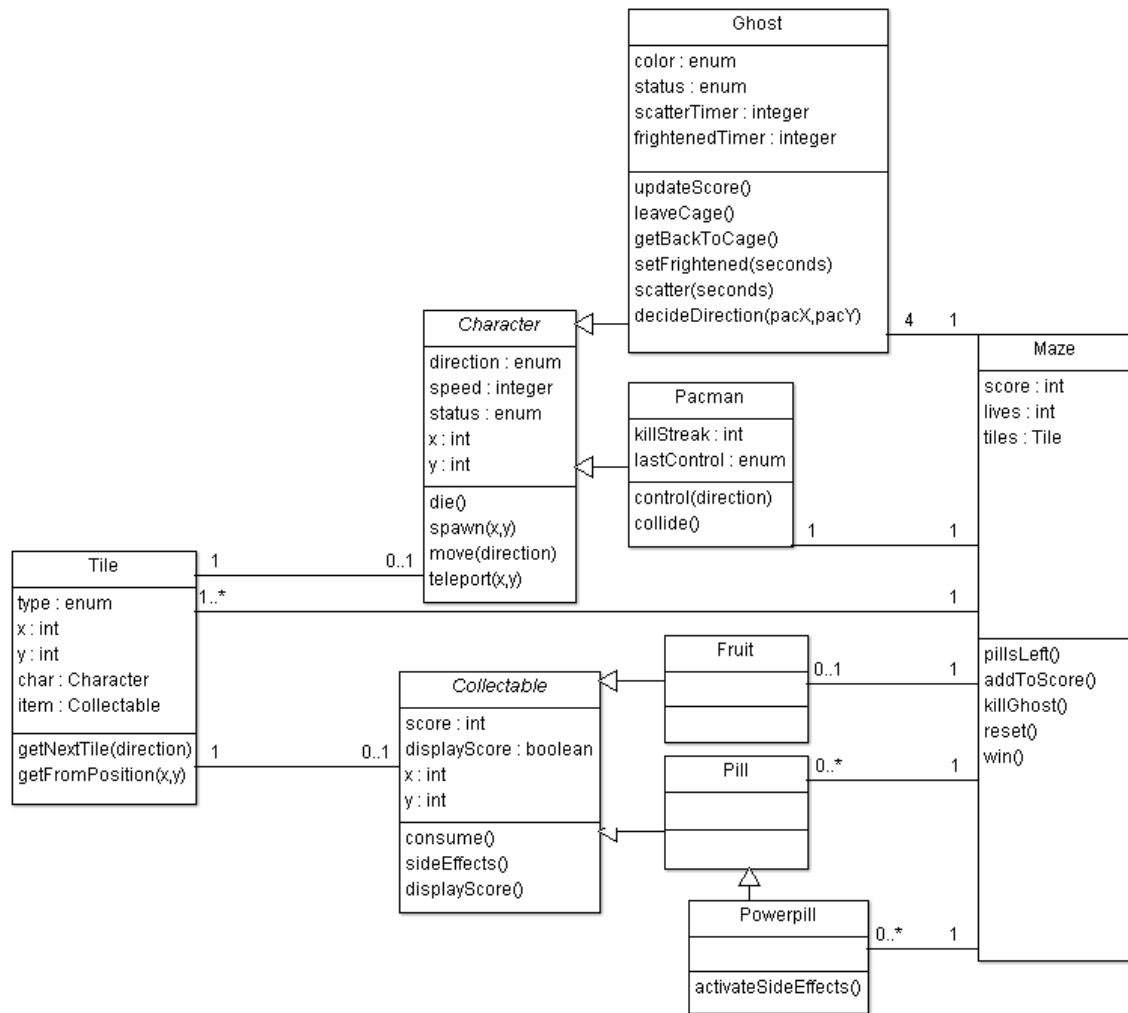 Ghost
color : enum
status : enum
scatterTimer : integer
frightenedTimer : integer
updateScore()
leaveCage()
getBackToCage()
setFrightened(seconds)
scatter(seconds)
decideDirection(pacX,pacY)
4 1
Character
direction : enum
speed : integer
status : enum
x : int
y : int
die()
spawn(x,y)
move(direction)
teleport(x,y)
Pacman
killStreak : int
lastControl : enum
control(direction)
collide()
1 1
Maze
score : int
lives : int
tiles : Tile
pillsLeft()
addToScore()
killGhost()
reset()
win()
Tile
type : enum
x : int
y : int
char : Character
item : Collectable
getNextTile(direction)
getFromPosition(x,y)
1 0..1
1..* 1
1 0..1
Collectable
score : int
displayScore : boolean
x : int
y : int
consume()
sideEffects()
displayScore()
Fruit
0..1 1
Pill
0..* 1
Powerpill
activateSideEffects()
0..* 1